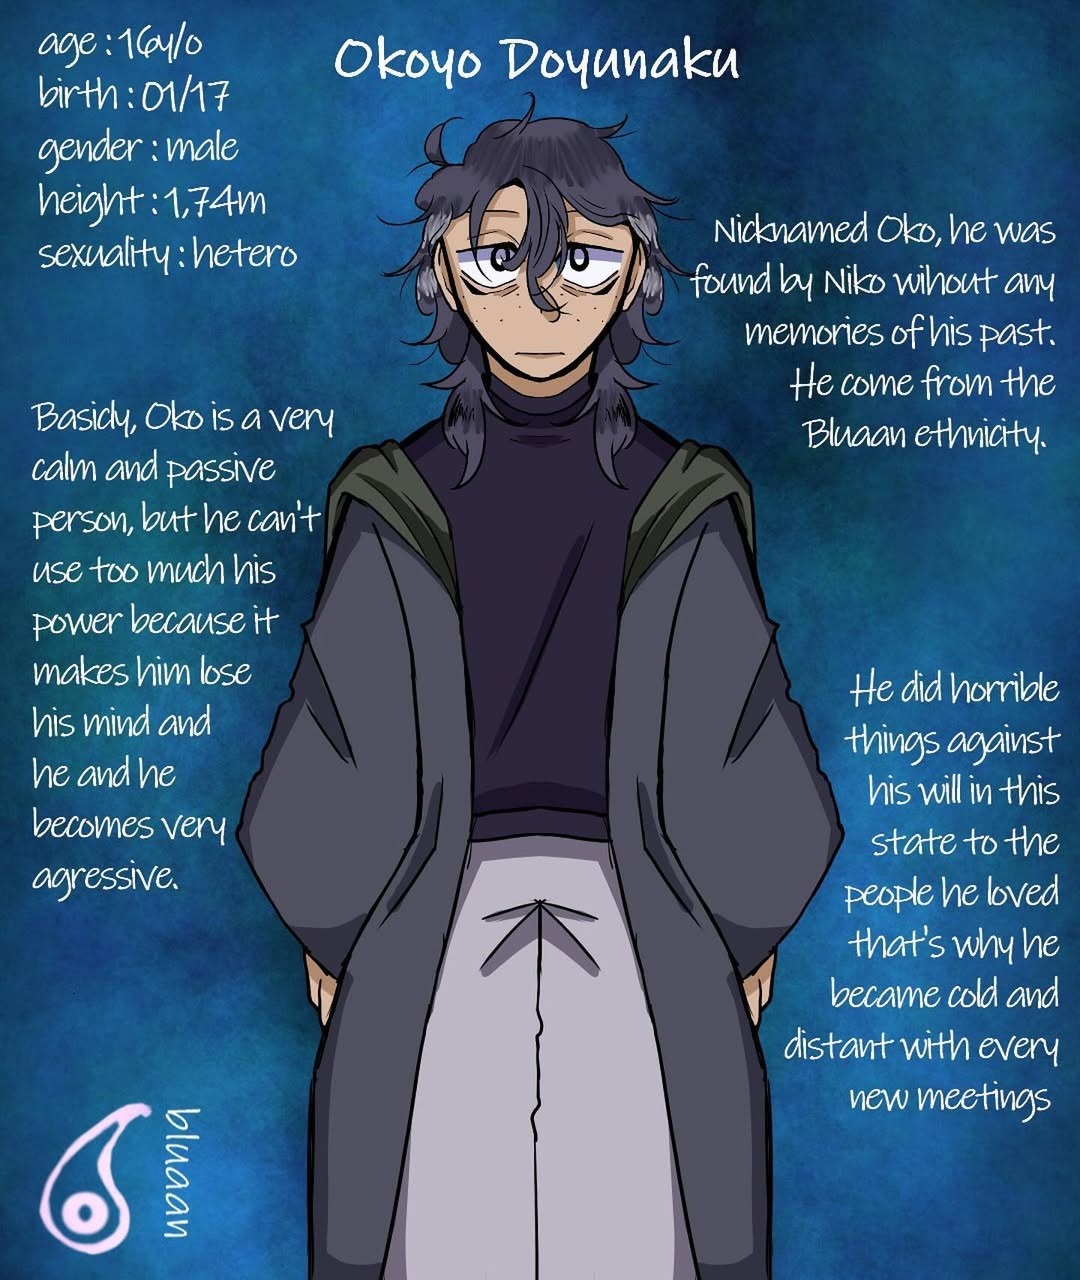 Okoyo Doyunaku
age : 16y/o
birth : 01/17
gender : male
height : 1,74m
sexuality : hetero
Nicknamed Oko, he was
found by Niko wihout any
memories of his past.
He come from the
Bluaan ethnicity.
Basicly, Oko is a very
calm and passive
person, but he can't
use too much his
power because it
makes him lose
his mind and
he and he
becomes very
agressive.
He did horrible
things against
his will in this
state to the
people he loved
that's why he
became cold and
distant with every
new meetings
bluaan